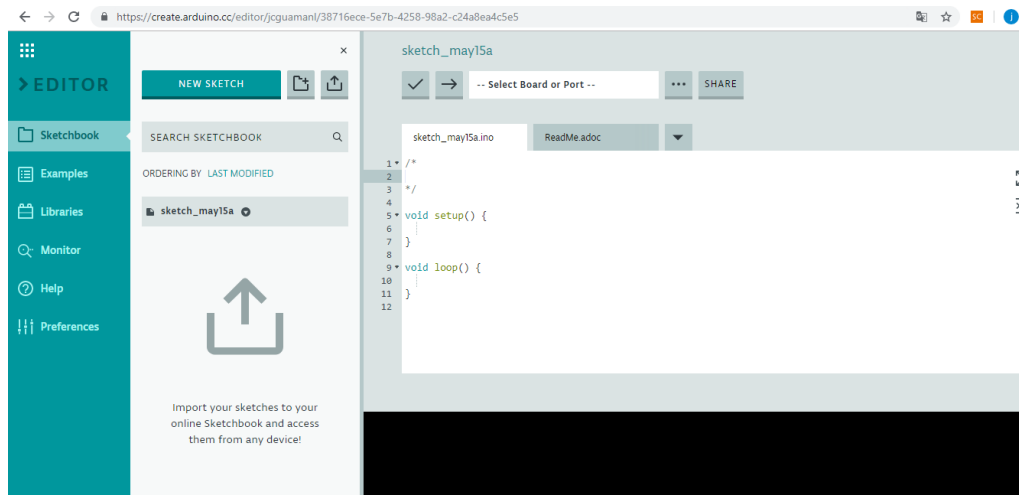 https://create.arduino.cc/editor/jcguamanl/38716ece-5e7b-4258-98a2-c24a8ea4c5e5
SC
j
EDITOR
Sketchbook
Examples
Libraries
Monitor
Help
Preferences
×
NEW SKETCH
SEARCH SKETCHBOOK
ORDERING BY LAST MODIFIED
sketch_may15a
Import your sketches to your
online Sketchbook and access
them from any device!
sketch_may15a
-- Select Board or Port --
SHARE
sketch_may15a.ino
ReadMe.adoc
1 /*
2
3 */
4
5 void setup() {
6
7 }
8
9 void loop() {
10
11 }
12